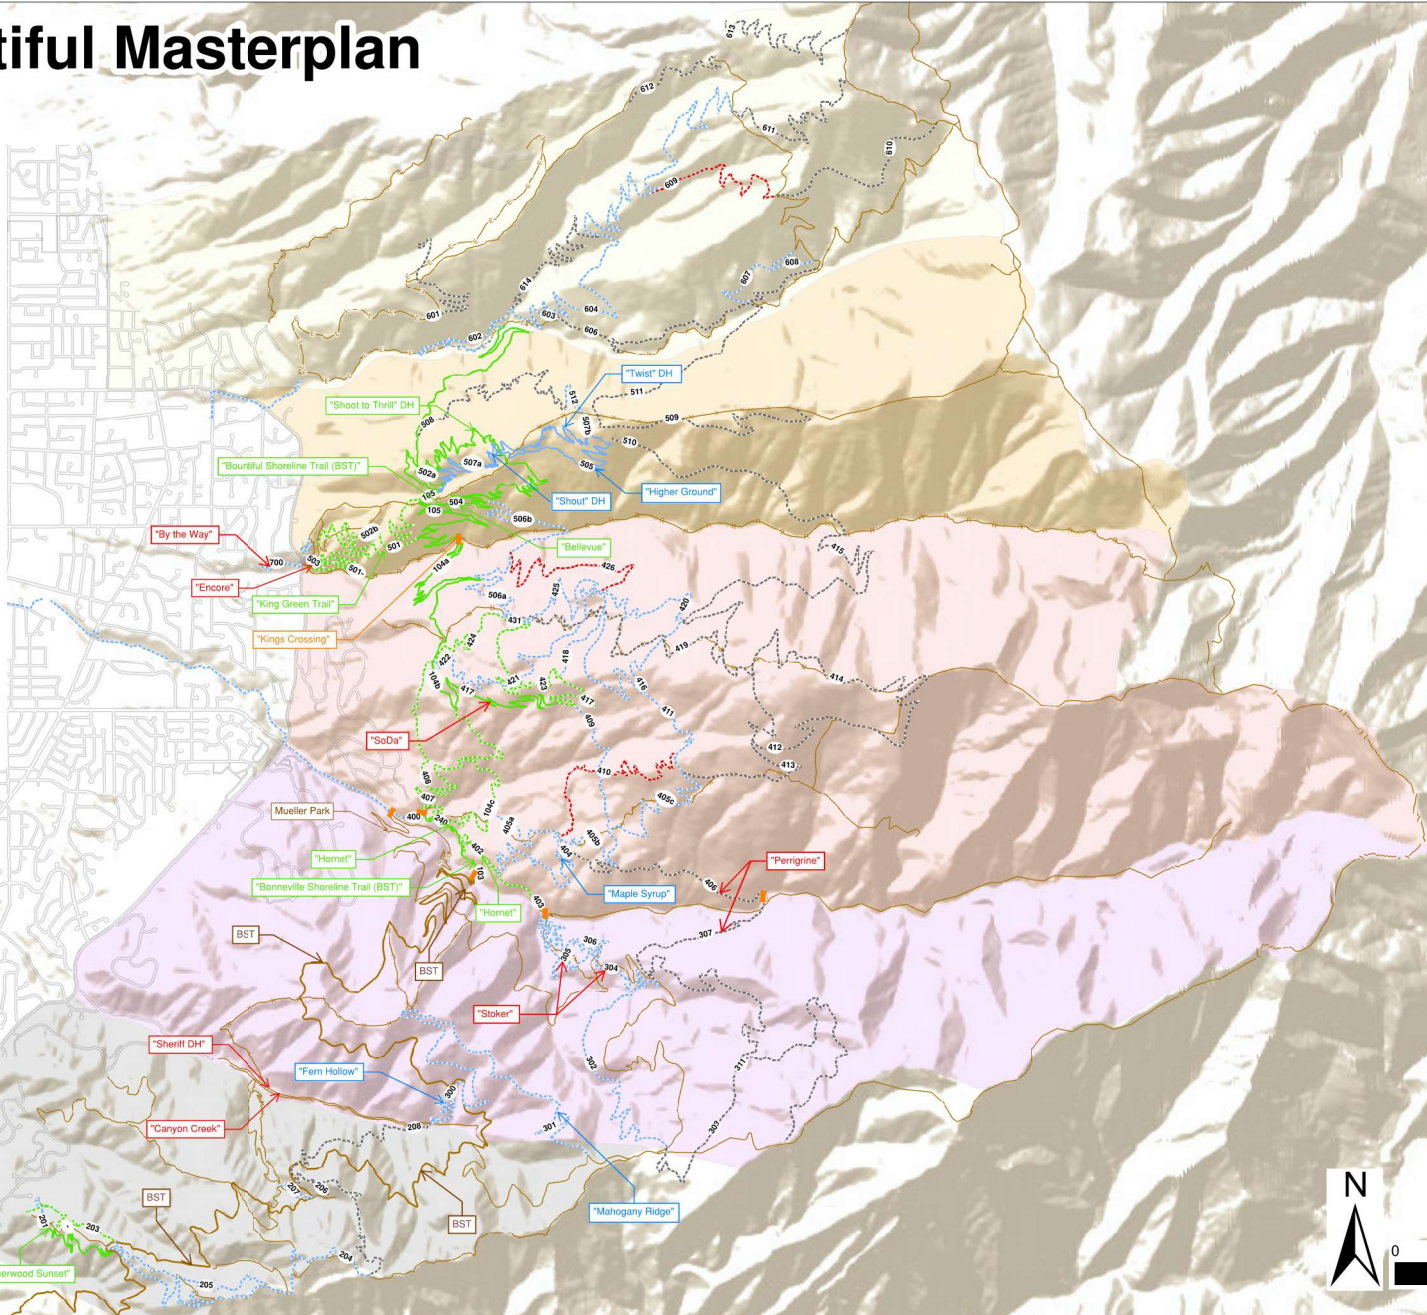 tiful Masterplan
613
612
611
610
609
608
607
614
601
604
603
602
606
"Twist" DH
511
512
"Shoot to Thrill" DH
507b
509
508
510
"Bountiful Shoreline Trail (BST)"
507a
505
502a
"Higher Ground"
105
504
"Shout" DH
105
506b
"By the Way"
502b
501
"Bellevue"
415
700
503
104a
426
501
"Encore"
425
506a
"King Green Trail"
420
431
"Kings Crossing"
424
419
422
418
414
104b
421
423
416
417
417
411
409
"SoDa"
412
413
410
408
407
405c
104c
Mueller Park
400
240
405a
405b
402
404
"Hornet"
"Perrigrine"
103
406
"Bonneville Shoreline Trail (BST)"
"Maple Syrup"
403
"Hornet"
BST
307
306
305
304
BST
"Stoker"
"Sheriff DH"
302
311
"Fern Hollow"
300
"Canyon Creek"
208
301
303
207
206
BST
"Mahogany Ridge"
BST
N
201
203
204
0
erwood Sunset"
205